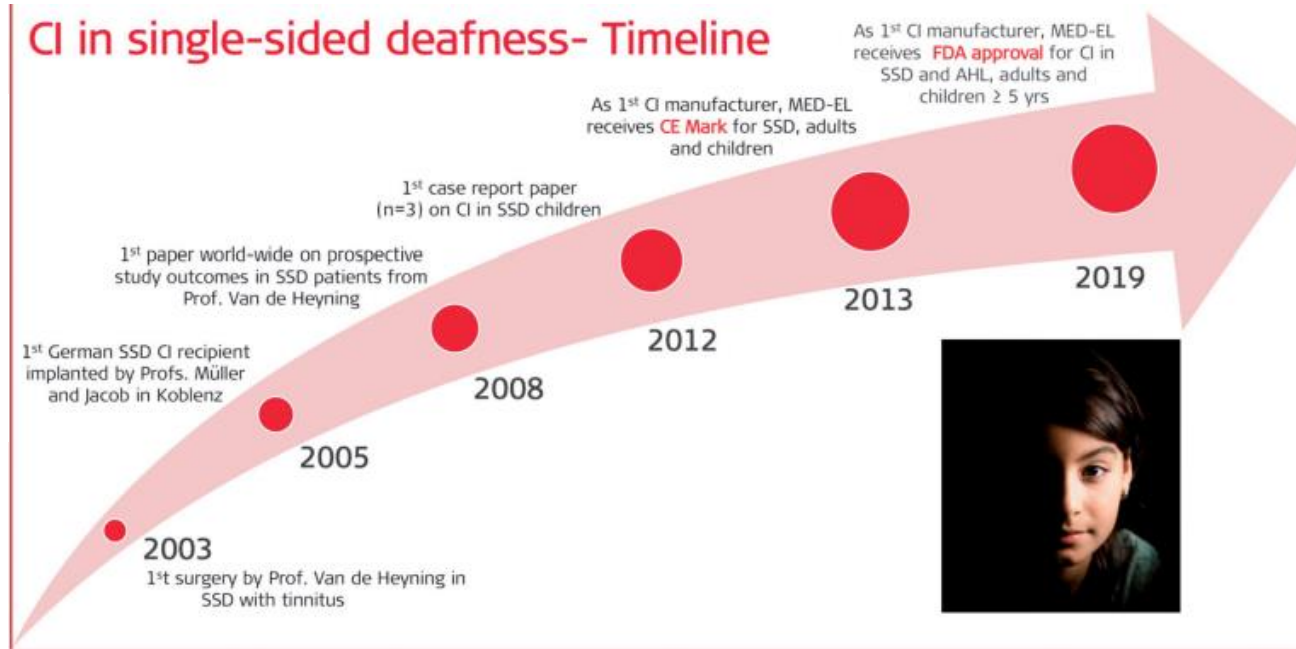 CI in single-sided deafness- Timeline
2003
1st surgery by Prof. Van de Heyning in
SSD with tinnitus
1st German SSD CI recipient
implanted by Profs. Müller
and Jacob in Koblenz
2005
1st paper world-wide on prospective
study outcomes in SSD patients from
Prof. Van de Heyning
2008
1st case report paper
(n=3) on CI in SSD children
2012
As 1st CI manufacturer, MED-EL
receives CE Mark for SSD, adults
and children
2013
As 1st CI manufacturer, MED-EL
receives FDA approval for CI in
SSD and AHL, adults and
children ≥ 5 yrs
2019